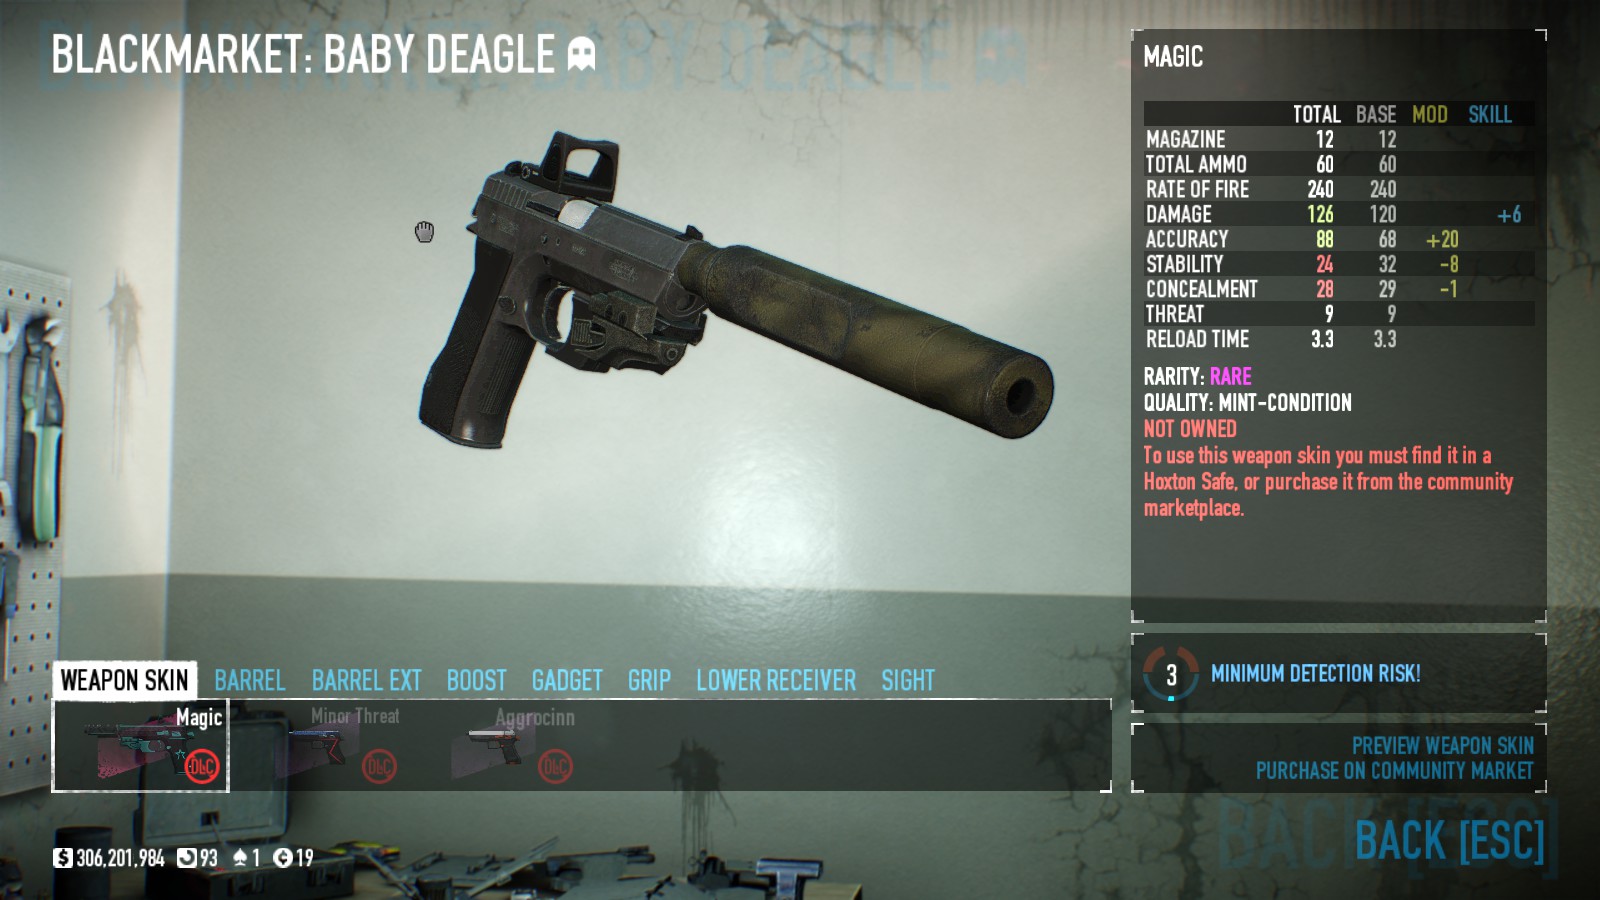 BLACKMARKET: BABY DEAGLE
MAGIC
TOTAL BASE MOD SKILL
MAGAZINE 12 12
TOTAL AMMO 60 60
RATE OF FIRE 240 240
DAMAGE 126 120 +6
ACCURACY 88 68 +20
STABILITY 24 32 -8
CONCEALMENT 28 29 -1
THREAT 9 9
RELOAD TIME 3.3 3.3
RARITY: RARE
QUALITY: MINT-CONDITION
NOT OWNED
To use this weapon skin you must find it in a
Hoxton Safe, or purchase it from the community
marketplace.
3 MINIMUM DETECTION RISK!
WEAPON SKIN BARREL BARREL EXT BOOST GADGET GRIP LOWER RECEIVER SIGHT
Magic Minor Threat Aggrocinn
DLC DLC DLC
PREVIEW WEAPON SKIN
PURCHASE ON COMMUNITY MARKET
BACK [ESC]
$ 306,201,984 93 1 19